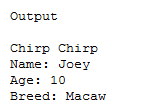 Output
Chirp Chirp
Name: Joey
Age: 10
Breed: Macaw